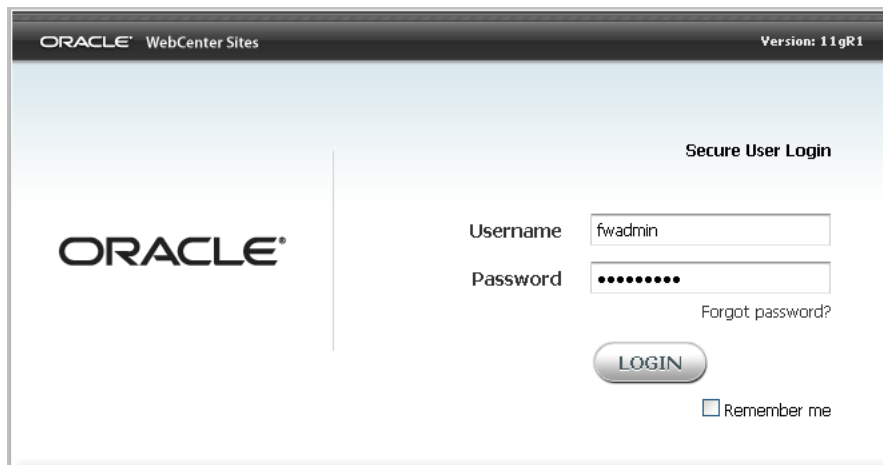 ORACLE® WebCenter Sites Version: 11gR1
Secure User Login
ORACLE®
Username fwadmin
Password •••••••••
Forgot password?
LOGIN
Remember me